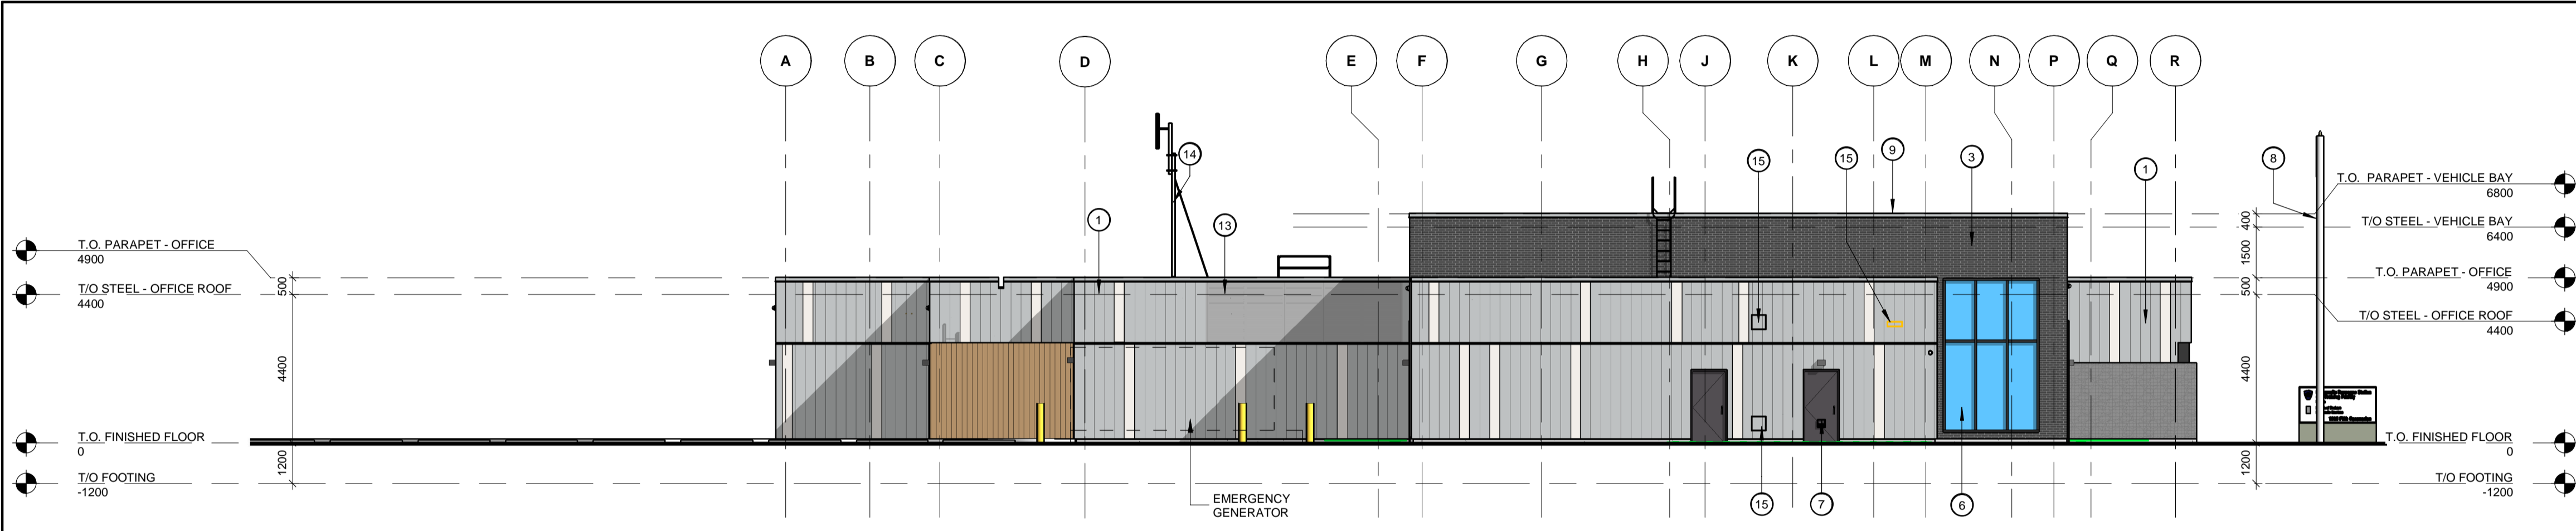 A B C D E F G H J K L M N P Q R
14
15
15
9
3
8
1
1
13
T.O. PARAPET - OFFICE
4900
T/O STEEL - OFFICE ROOF
4400
T.O. FINISHED FLOOR
0
T/O FOOTING
-1200
500
4400
1200
EMERGENCY
GENERATOR
15
7
6
400
1500
500
4400
1200
T.O. PARAPET - VEHICLE BAY
6800
T/O STEEL - VEHICLE BAY
6400
T.O. PARAPET - OFFICE
4900
T/O STEEL - OFFICE ROOF
4400
T.O. FINISHED FLOOR
0
T/O FOOTING
-1200